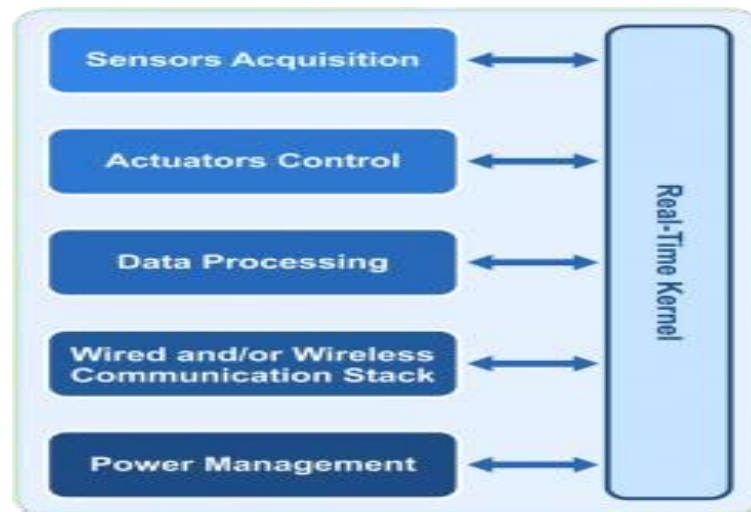 Sensors Acquisition
Actuators Control
Data Processing
Wired and/or Wireless
Communication Stack
Power Management
Real-Time Kernel